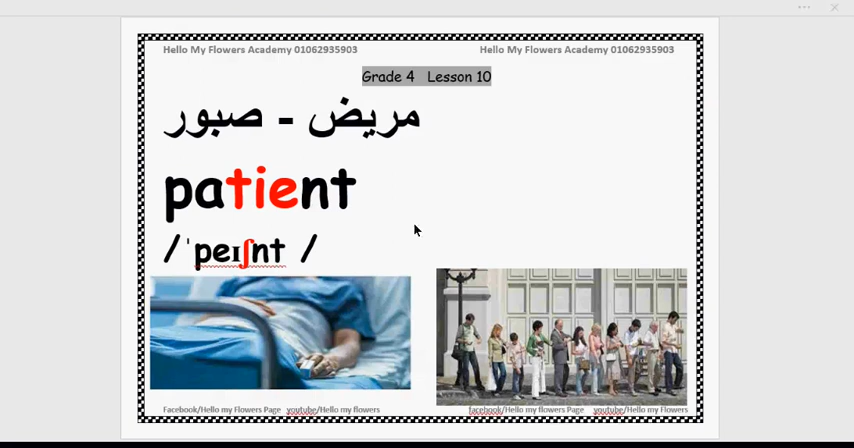 Hello My Flowers Academy 01062935903 Hello My Flowers Academy 01062935903
Grade 4 Lesson 10
مريض - صبور
patient
/ˈpeɪʃnt /
Facebook/Hello my Flowers Page youtube/Hello my flowers facebook/Hello my flowers Page youtube/Hello my Flowers